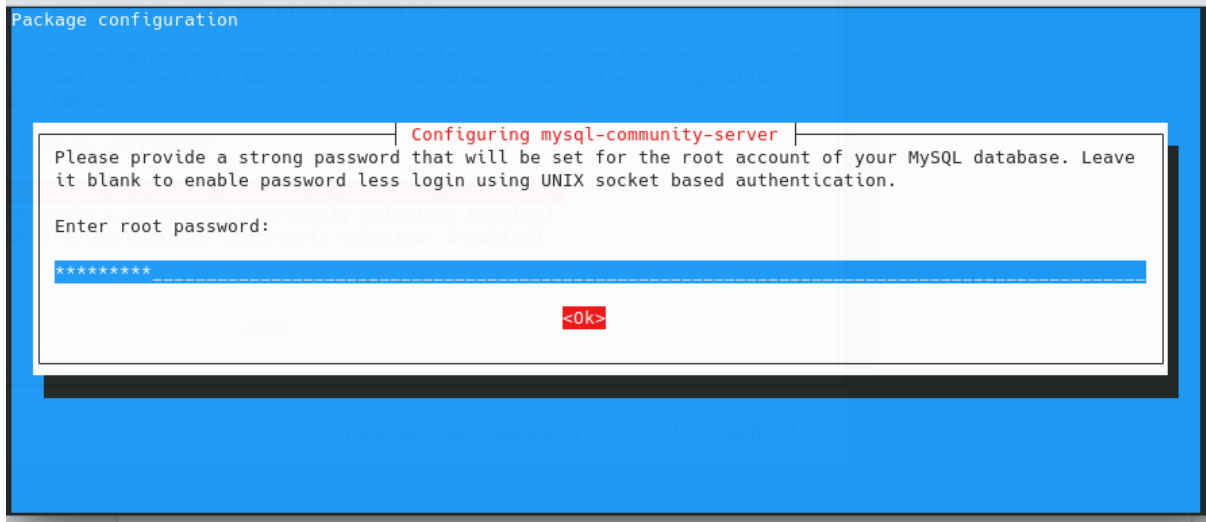 Package configuration
Configuring mysql-community-server
Please provide a strong password that will be set for the root account of your MySQL database. Leave
it blank to enable password less login using UNIX socket based authentication.
Enter root password:
*********
<Ok>